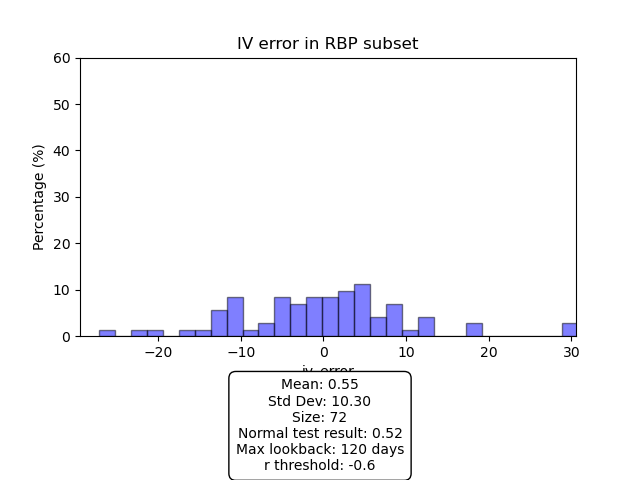 IV error in RBP subset
60
50
40
30
20
10
0
Percentage (%)
−20
−10
0
10
20
30
iv_error
Mean: 0.55
Std Dev: 10.30
Size: 72
Normal test result: 0.52
Max lookback: 120 days
r threshold: -0.6